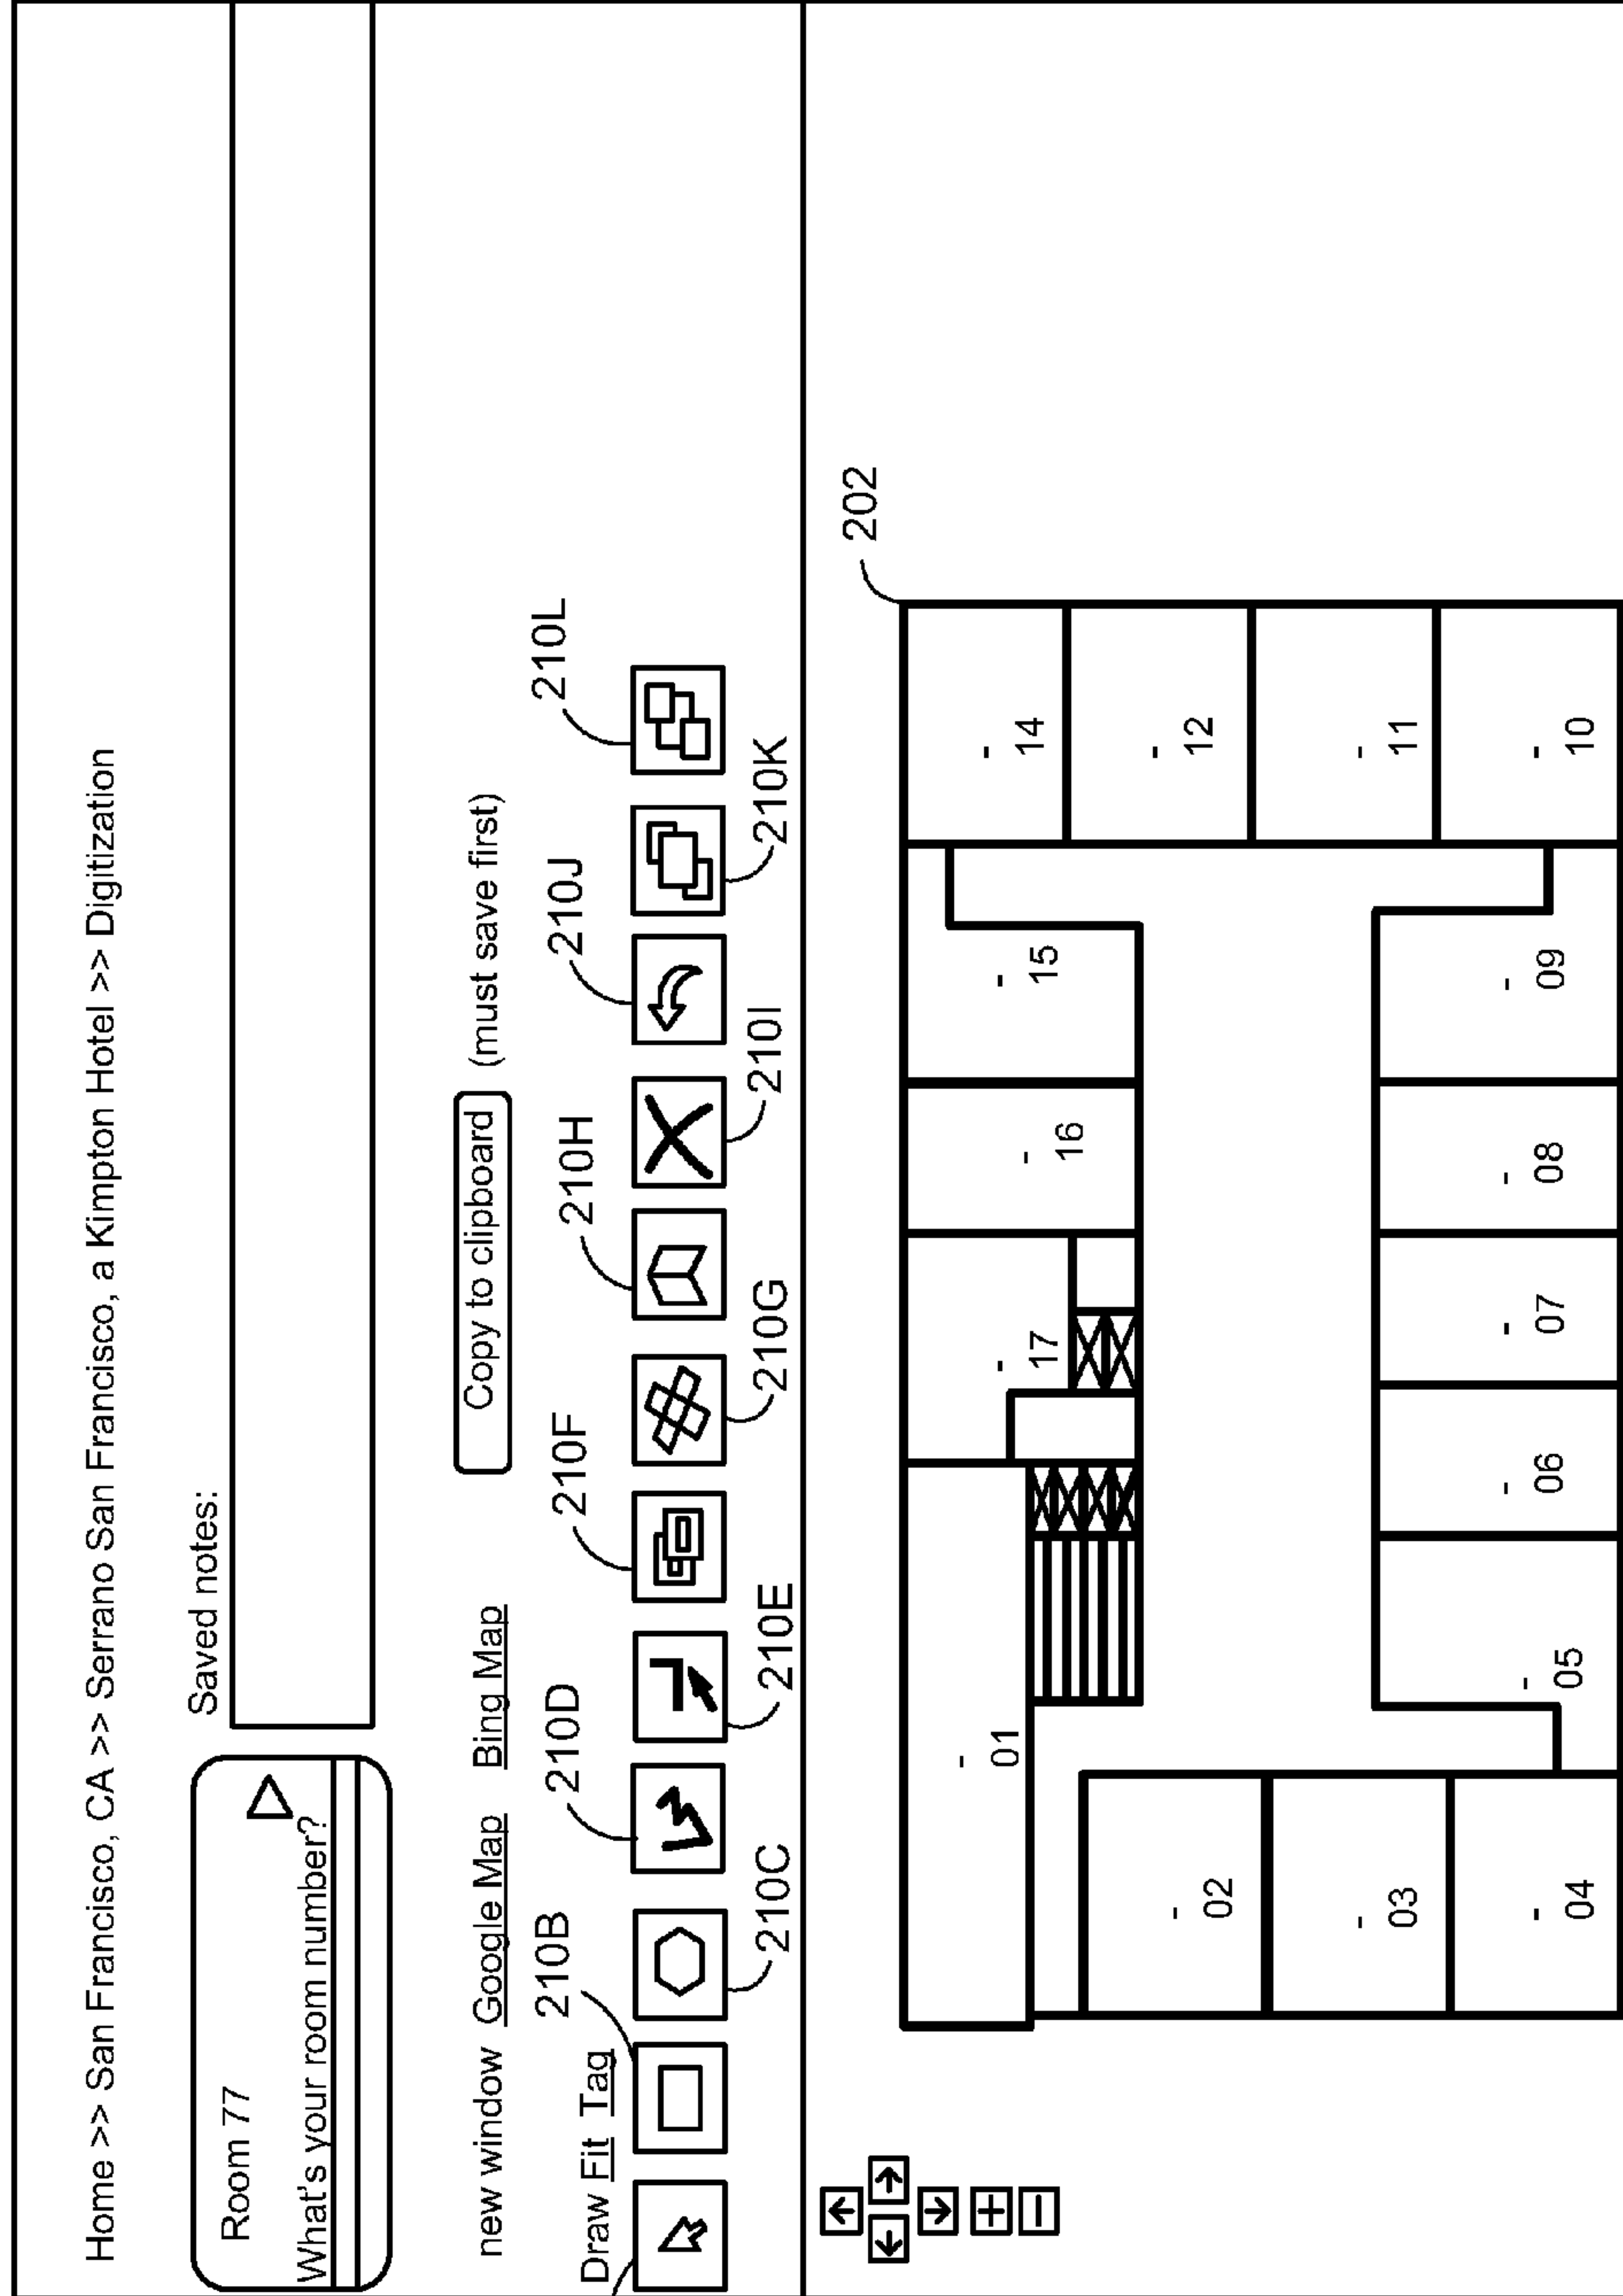 Home >> San Francisco, CA >> Serrano San Francisco, a Kimpton Hotel >> Digitization
Saved notes:
Room 77
What's your room number?
Copy to clipboard (must save first)
new window Google Map Bing Map
Draw Fit Tag
210B
210D
210F
210H
210J
210L
210C
210E
210G
210I
210K
202
01
17
16
15
14
02
12
03
11
04
05
06
07
08
09
10